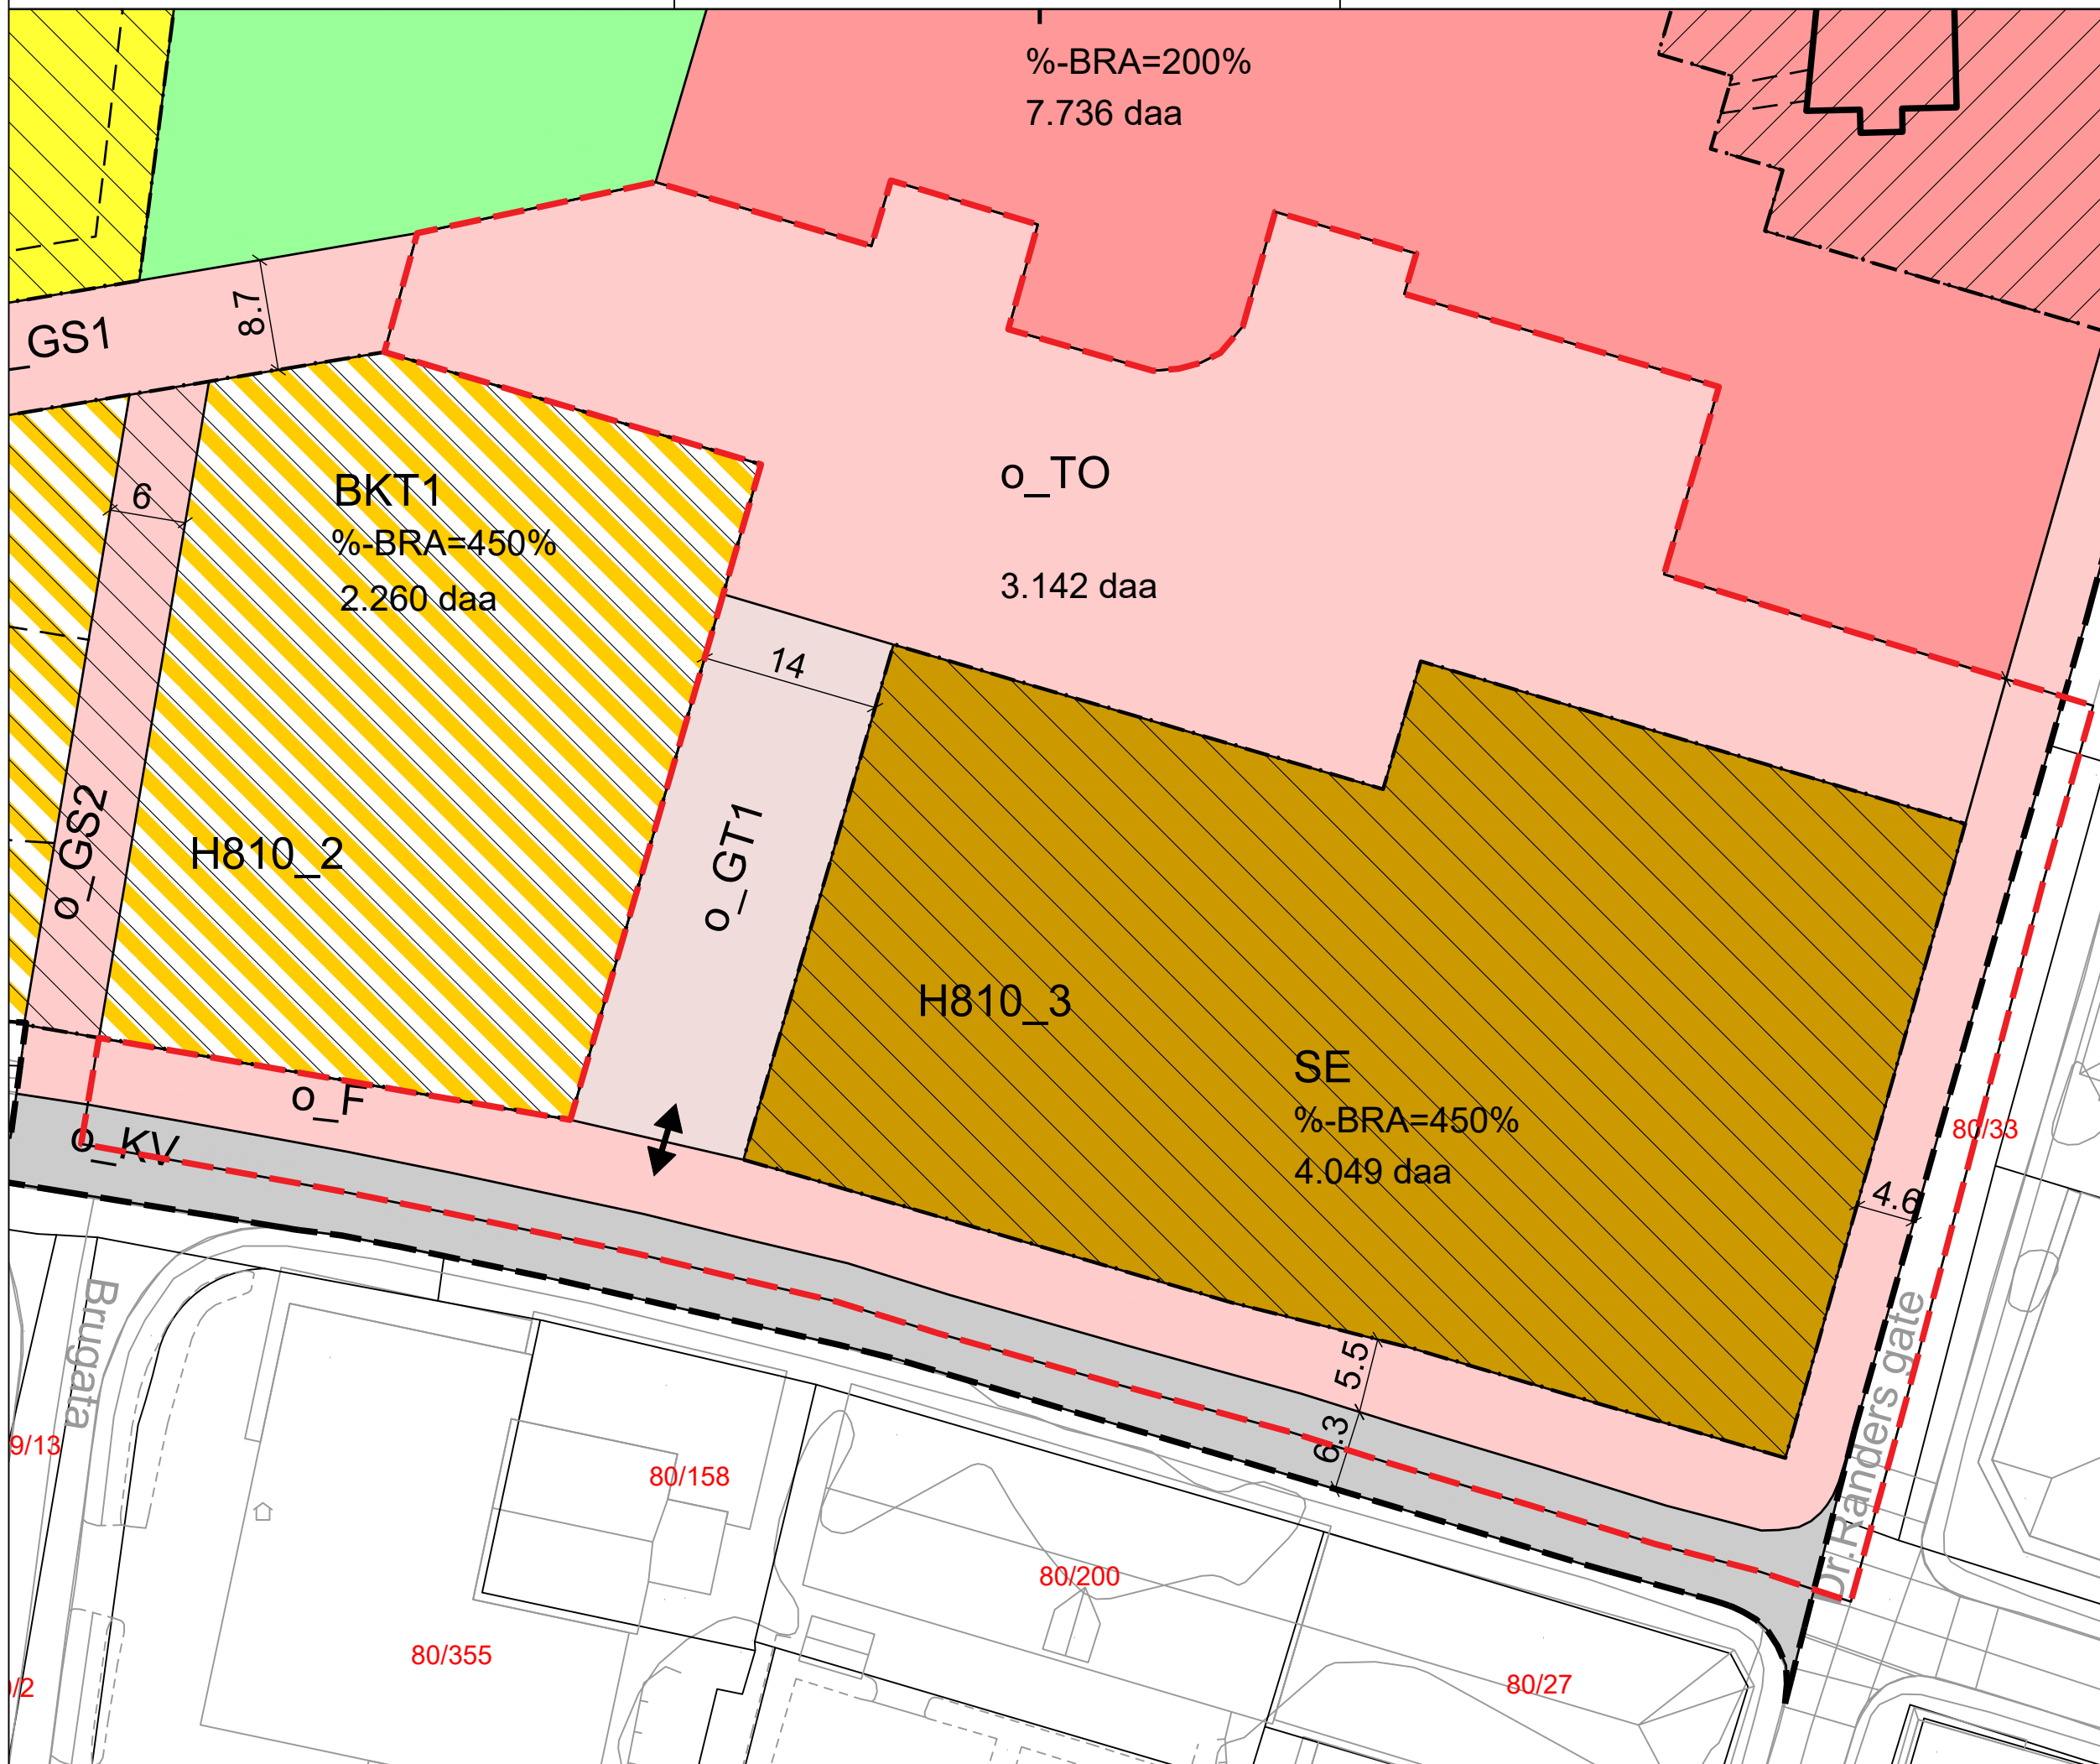 %-BRA=200%
7.736 daa
8.7
_GS1
o_TO
3.142 daa
BKT1
%-BRA=450%
2.260 daa
6
14
o_GS2
H810_2
o_GT1
H810_3
SE
%-BRA=450%
4.049 daa
o_F
o_KV
80/33
4.6
5.5
6.3
Brugata
Dr.Randers gate
9/13
80/158
80/200
80/355
80/27
/2